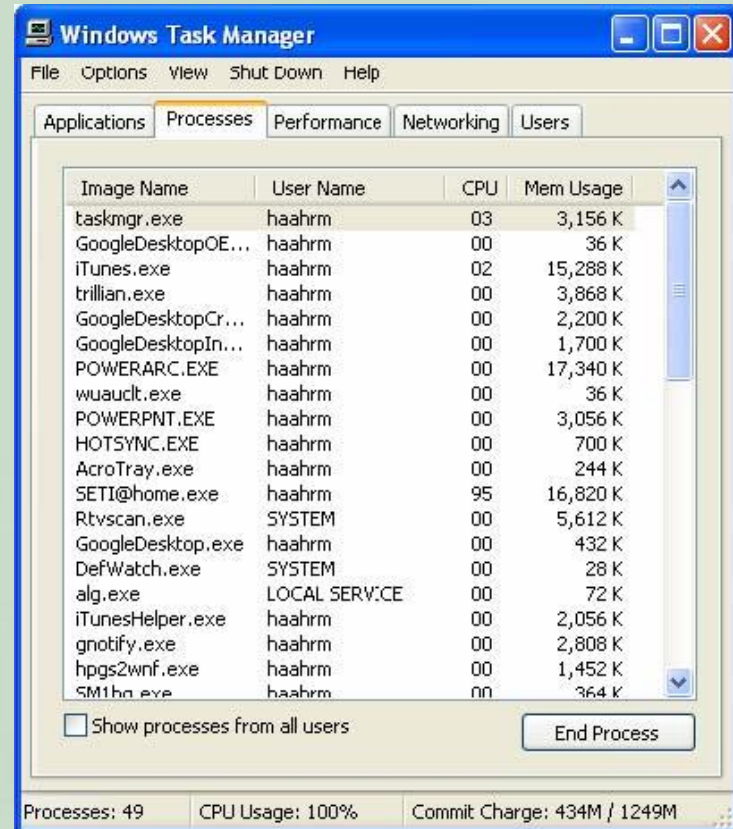 Windows Task Manager
File Options View Shut Down Help
Applications Processes Performance Networking Users
Image Name User Name CPU Mem Usage
taskmgr.exe haahrm 03 3,156 K
GoogleDesktopOE... haahrm 00 36 K
iTunes.exe haahrm 02 15,288 K
trillian.exe haahrm 00 3,868 K
GoogleDesktopCr... haahrm 00 2,200 K
GoogleDesktopIn... haahrm 00 1,700 K
POWERARC.EXE haahrm 00 17,340 K
wuauclt.exe haahrm 00 36 K
POWERPNT.EXE haahrm 00 3,056 K
HOTSYNC.EXE haahrm 00 700 K
AcroTray.exe haahrm 00 244 K
SETI@home.exe haahrm 95 16,820 K
Rtvscan.exe SYSTEM 00 5,612 K
GoogleDesktop.exe haahrm 00 432 K
DefWatch.exe SYSTEM 00 28 K
alg.exe LOCAL SERVICE 00 72 K
iTunesHelper.exe haahrm 00 2,056 K
gnotify.exe haahrm 00 2,808 K
hpgs2wnf.exe haahrm 00 1,452 K
SM1bg.exe haahrm 00 364 K
Show processes from all users End Process
Processes: 49 CPU Usage: 100% Commit Charge: 434M / 1249M